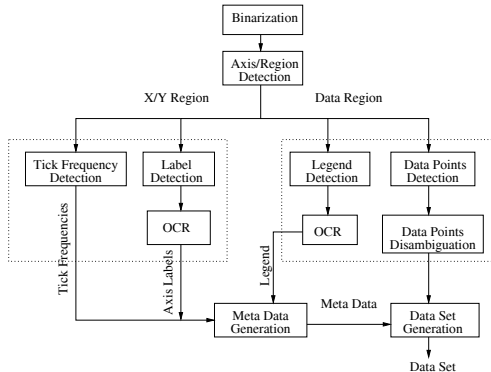 Binarization
Axis/Region
Detection
X/Y Region
Data Region
Tick Frequency
Detection
Label
Detection
Legend
Detection
Data Points
Detection
OCR
OCR
Data Points
Disambiguation
Tick Frequencies
Axis Labels
Legend
Meta Data
Generation
Meta Data
Data Set
Generation
Data Set